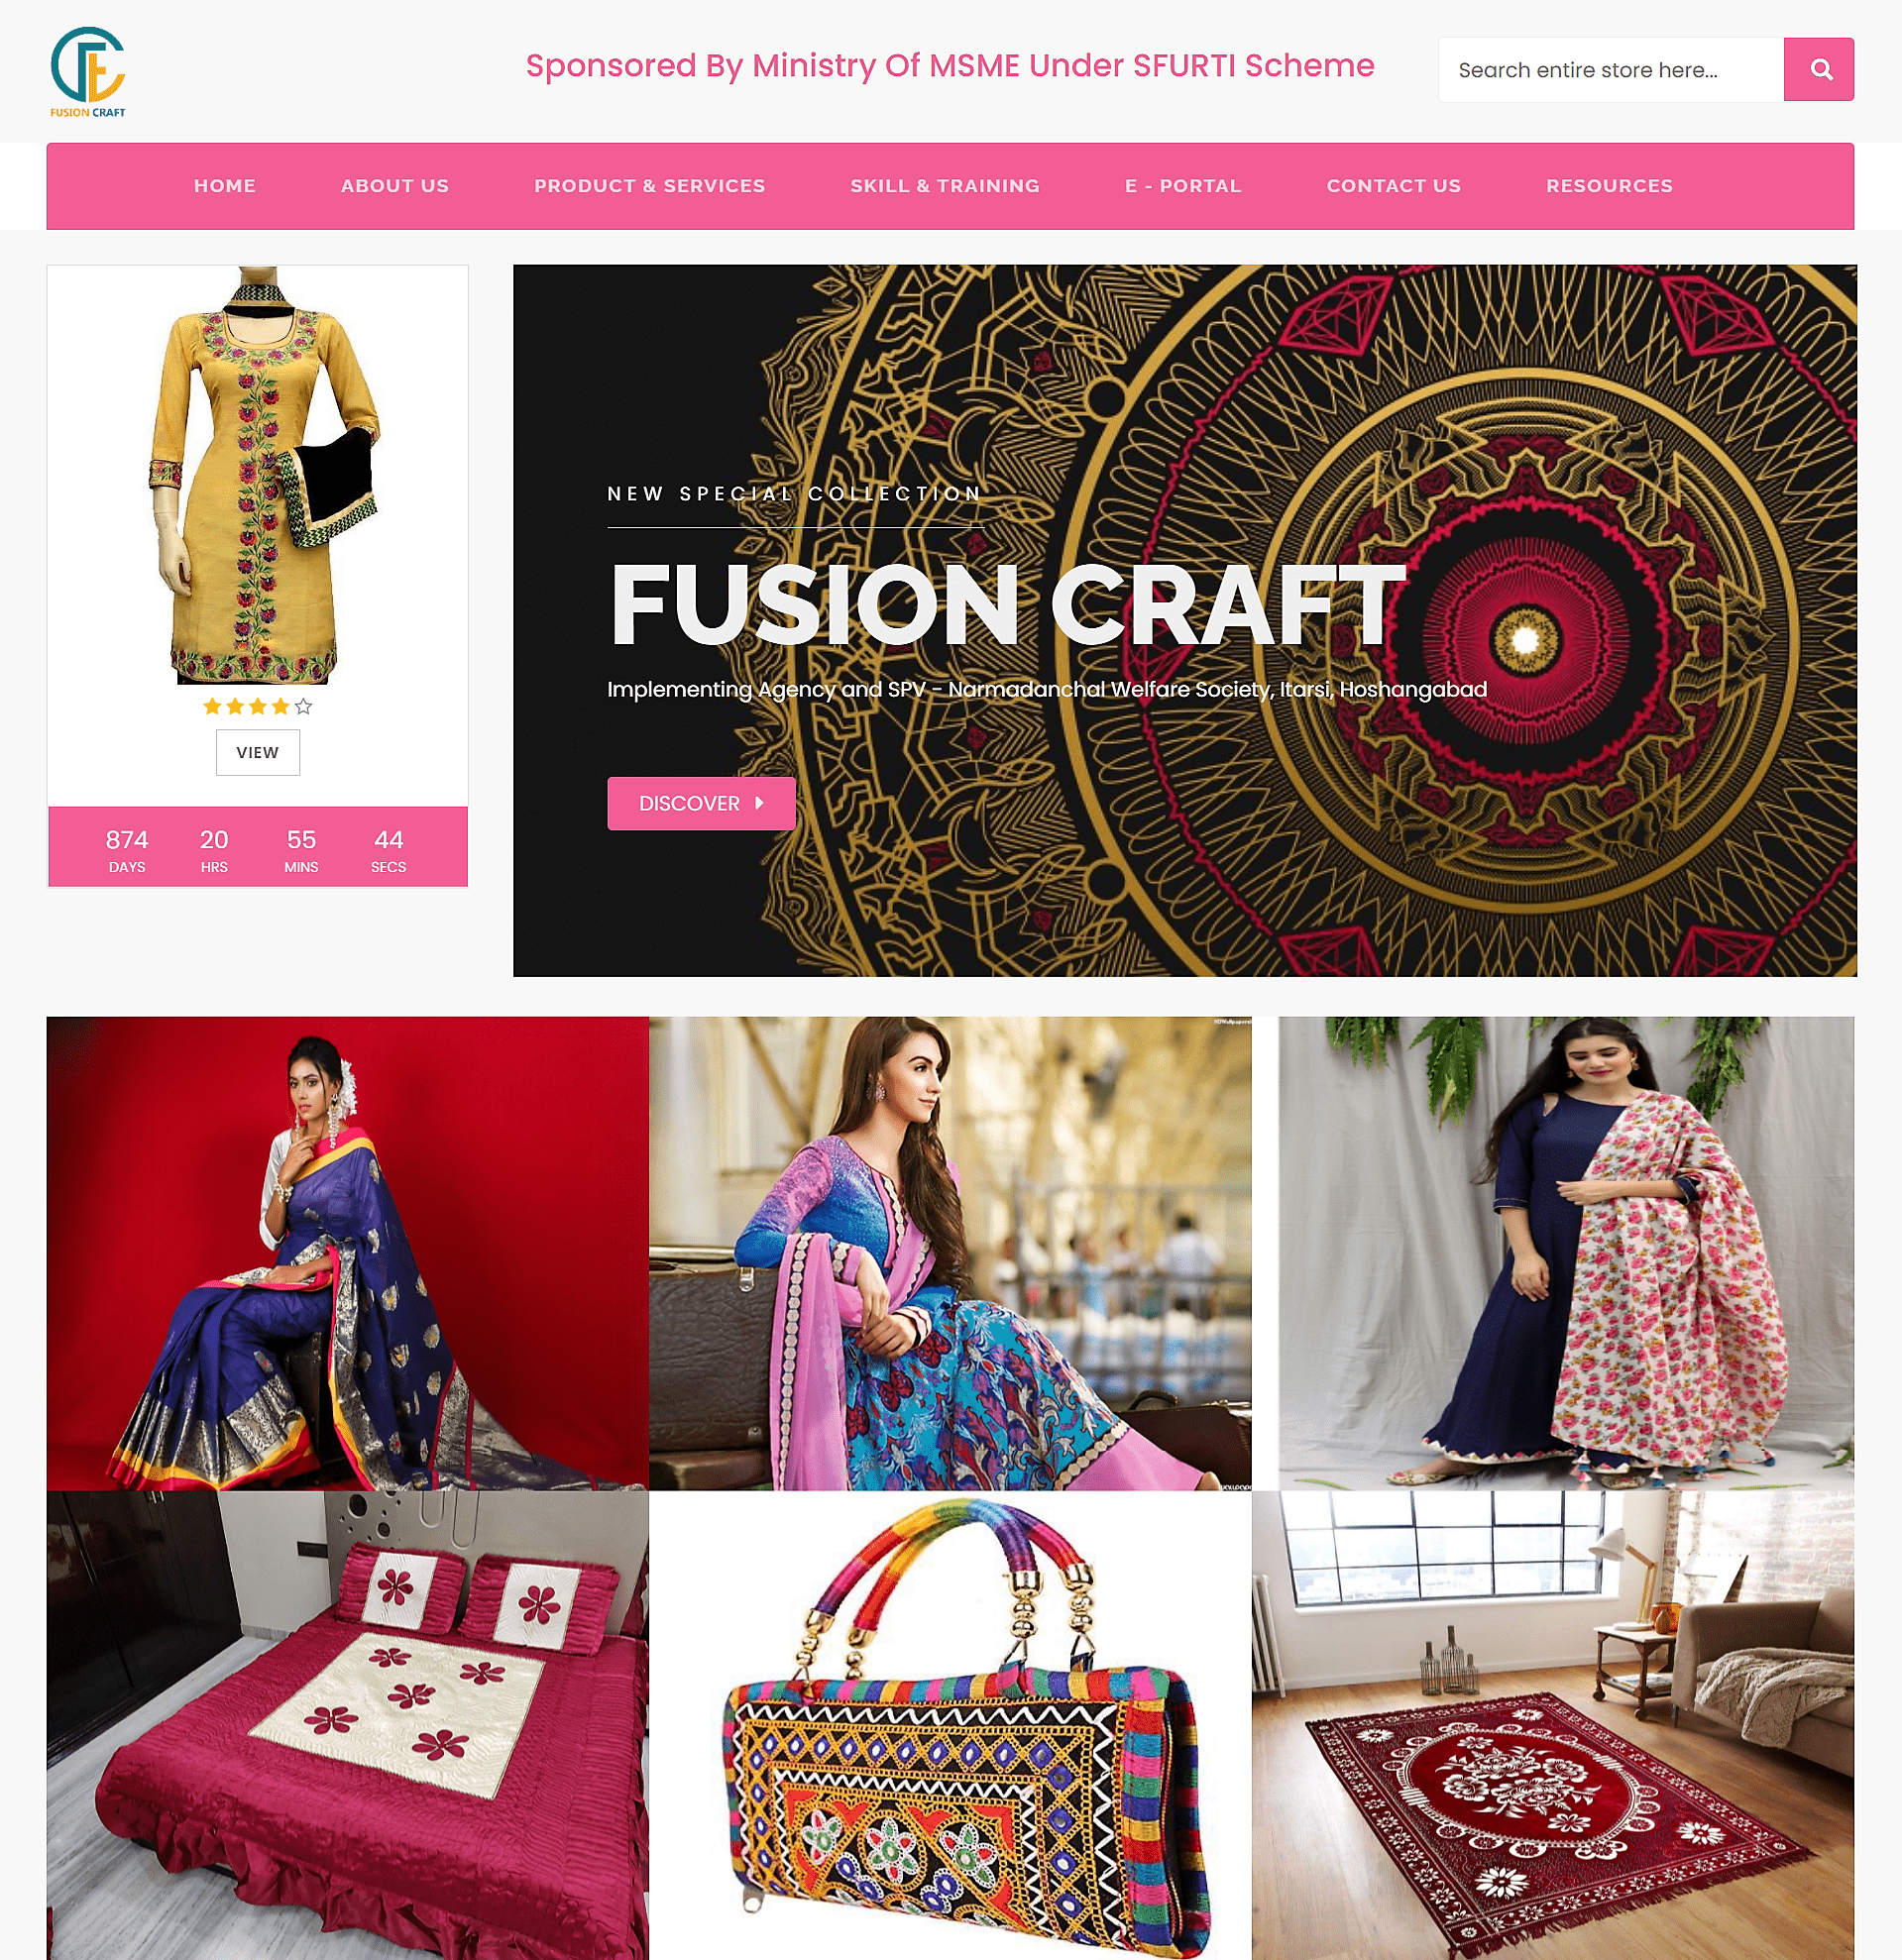 FUSION CRAFT
Sponsored By Ministry Of MSME Under SFURTI Scheme
Search entire store here...
HOME ABOUT US PRODUCT & SERVICES SKILL & TRAINING E - PORTAL CONTACT US RESOURCES
VIEW
874 20 55 44
DAYS HRS MINS SECS
NEW SPECIAL COLLECTION
FUSION CRAFT
Implementing Agency and SPV - Narmadanchal Welfare Society, Itarsi, Hoshangabad
DISCOVER